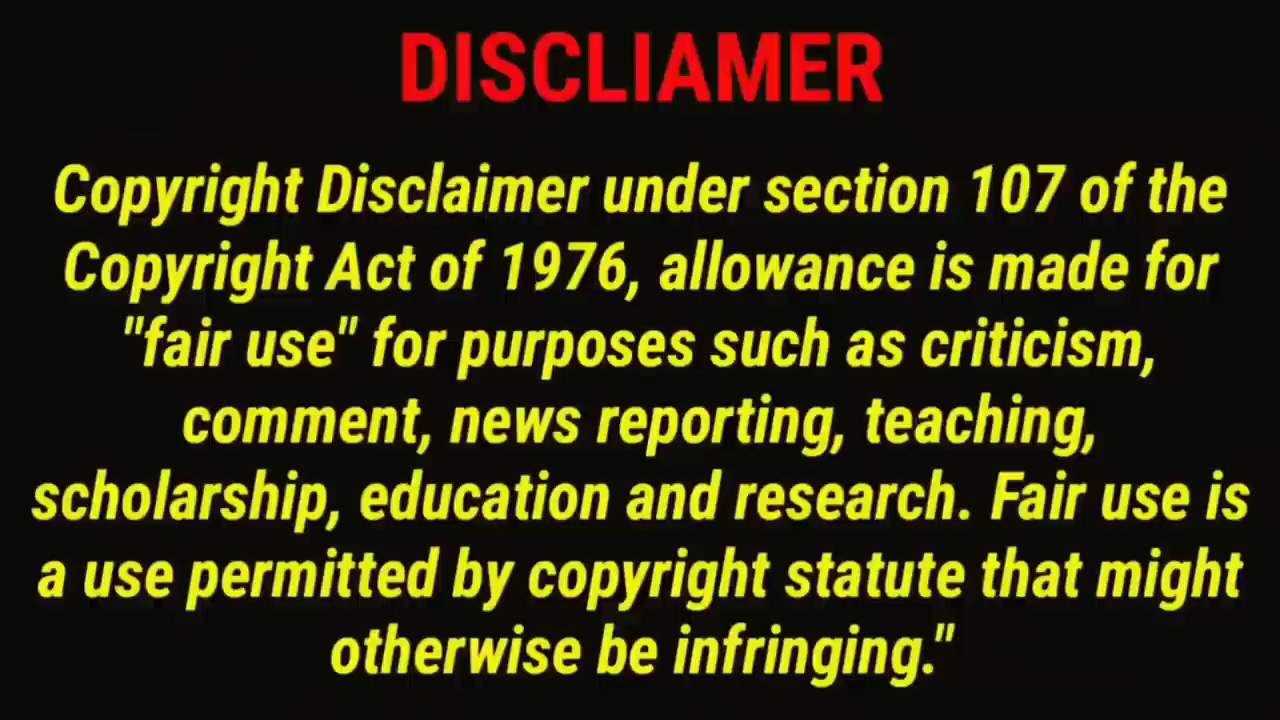 DISCLIAMER
Copyright Disclaimer under section 107 of the
Copyright Act of 1976, allowance is made for
"fair use" for purposes such as criticism,
comment, news reporting, teaching,
scholarship, education and research. Fair use is
a use permitted by copyright statute that might
otherwise be infringing."